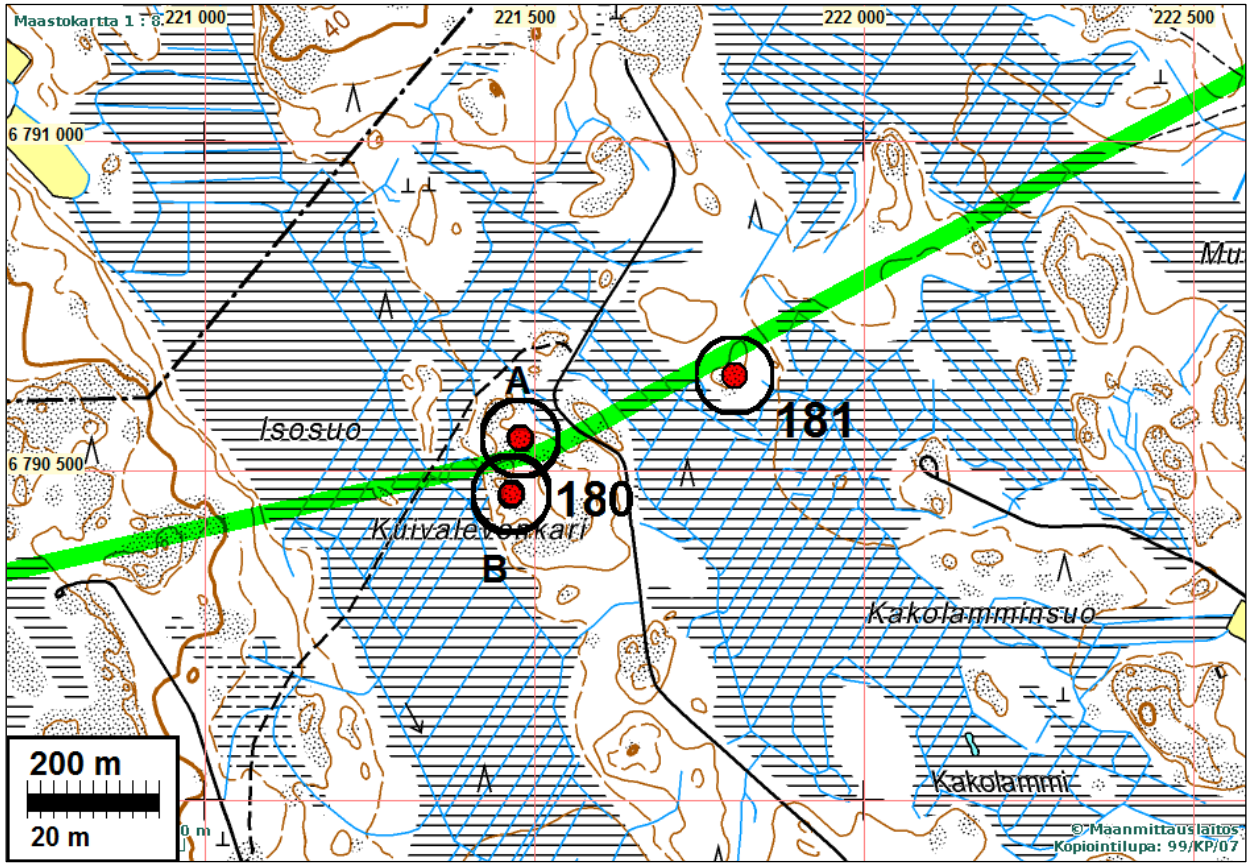 Maastokartta 1 : 8.
221 000
221 500
222 000
222 500
40
6 791 000
Mu
A
181
Isosuo
6 790 500
180
Kuivalevonkari
B
Kakolamminsuo
200 m
20 m
0 m
Kakolammi
© Maanmittauslaitos
Kopiointilupa: 99/KP/07